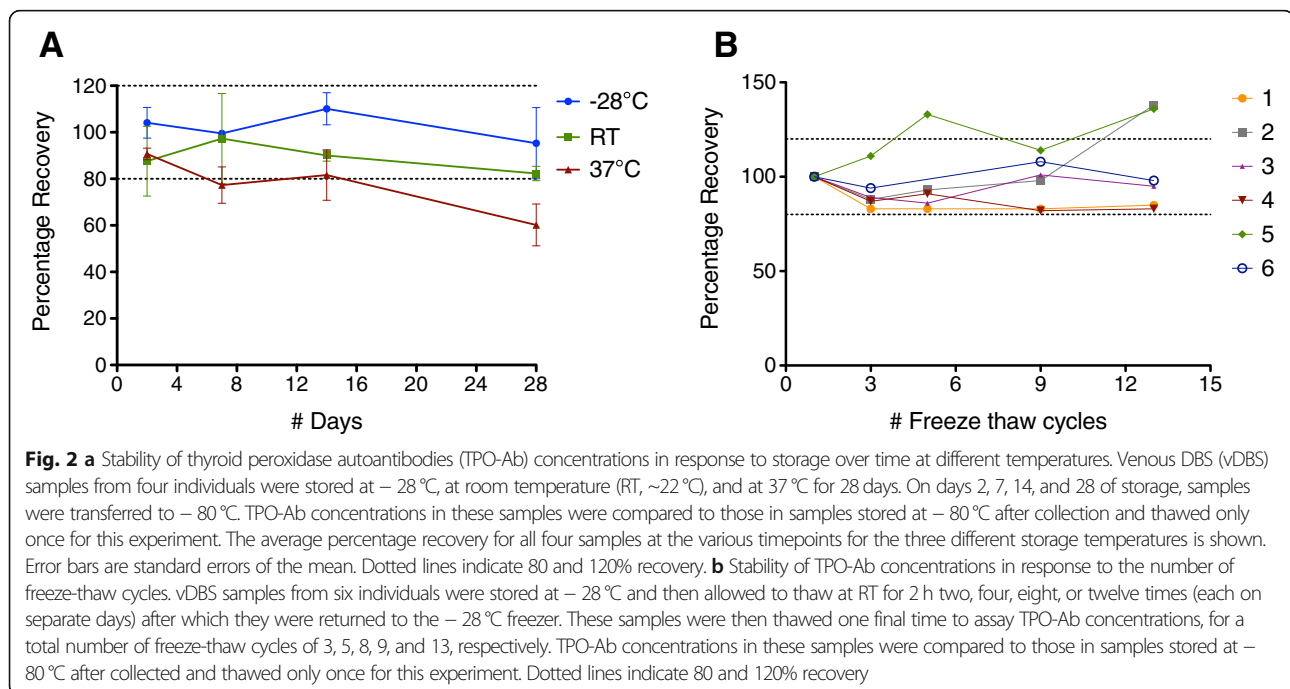 A
120
100
80
60
40
20
0
0 4 8 12 16 20 24 28
Percentage Recovery
# Days
-28°C
RT
37°C
B
150
100
50
0
0 3 6 9 12 15
Percentage Recovery
# Freeze thaw cycles
1
2
3
4
5
6
Fig. 2 a Stability of thyroid peroxidase autoantibodies (TPO-Ab) concentrations in response to storage over time at different temperatures. Venous DBS (vDBS)
samples from four individuals were stored at − 28 °C, at room temperature (RT, ~22 °C), and at 37 °C for 28 days. On days 2, 7, 14, and 28 of storage, samples
were transferred to − 80 °C. TPO-Ab concentrations in these samples were compared to those in samples stored at − 80 °C after collection and thawed only
once for this experiment. The average percentage recovery for all four samples at the various timepoints for the three different storage temperatures is shown.
Error bars are standard errors of the mean. Dotted lines indicate 80 and 120% recovery. b Stability of TPO-Ab concentrations in response to the number of
freeze-thaw cycles. vDBS samples from six individuals were stored at − 28 °C and then allowed to thaw at RT for 2 h two, four, eight, or twelve times (each on
separate days) after which they were returned to the − 28 °C freezer. These samples were then thawed one final time to assay TPO-Ab concentrations, for a
total number of freeze-thaw cycles of 3, 5, 8, 9, and 13, respectively. TPO-Ab concentrations in these samples were compared to those in samples stored at −
80 °C after collected and thawed only once for this experiment. Dotted lines indicate 80 and 120% recovery